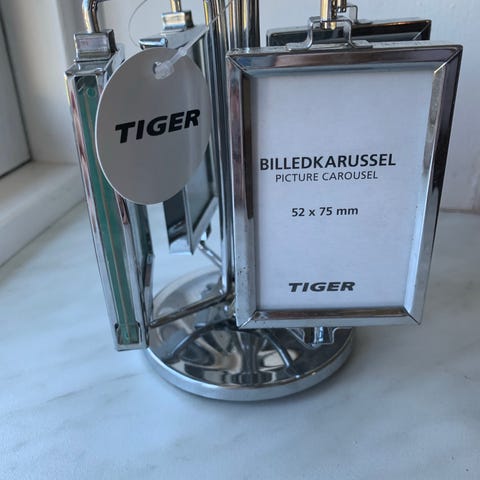 TIGER
BILLEDKARUSSEL
PICTURE CAROUSEL
52 x 75 mm
TIGER